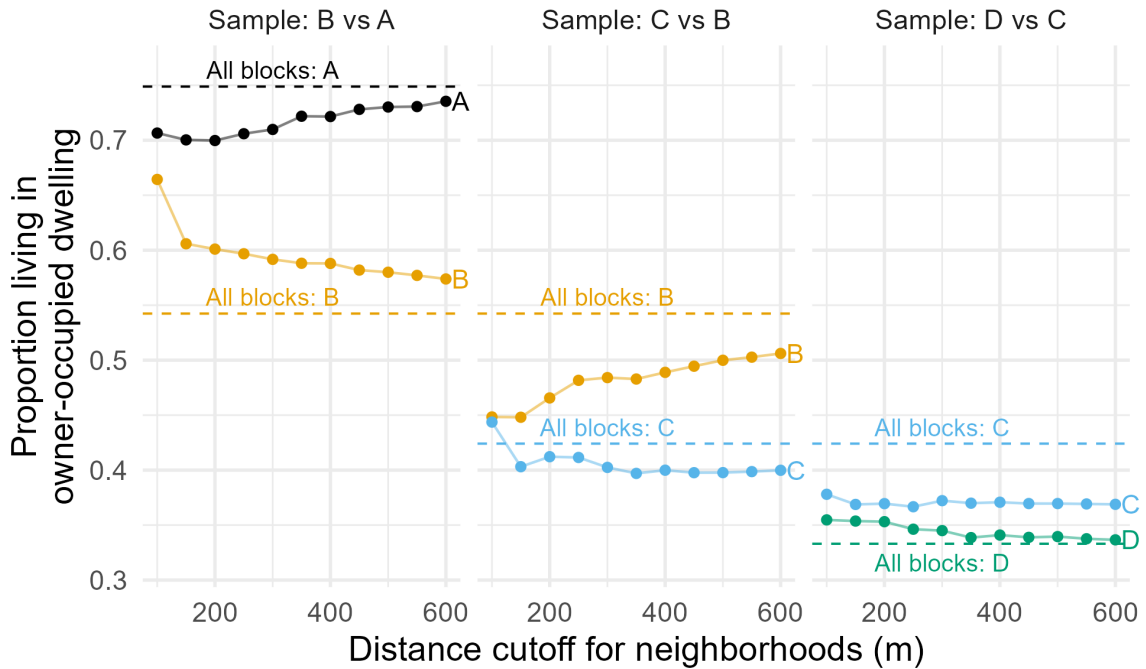 Sample: B vs A
Sample: C vs B
Sample: D vs C
Proportion living in
owner-occupied dwelling
0.7
0.6
0.5
0.4
0.3
All blocks: A
A
B
All blocks: B
All blocks: B
B
All blocks: C
C
All blocks: C
C
D
All blocks: D
200
400
600
200
400
600
200
400
600
Distance cutoff for neighborhoods (m)